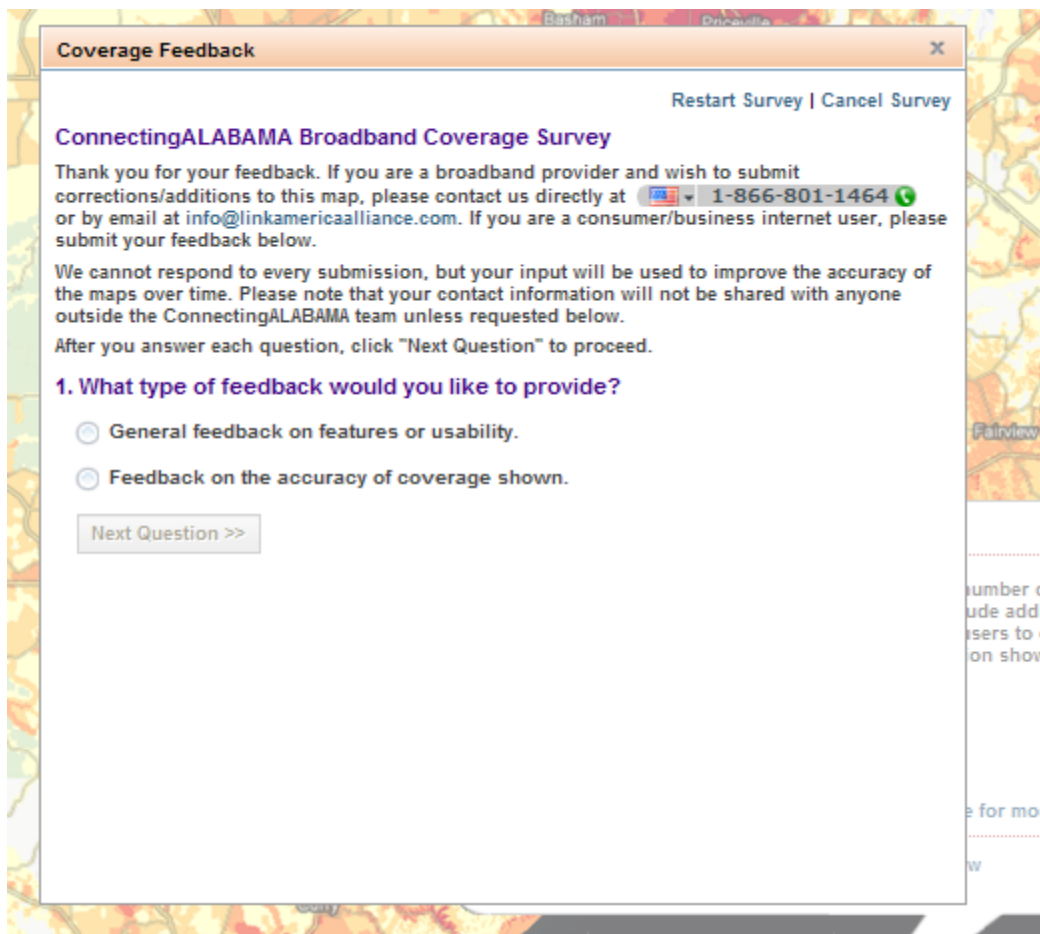 Basham
Priceville
Coverage Feedback
x
Restart Survey | Cancel Survey
ConnectingALABAMA Broadband Coverage Survey
Thank you for your feedback. If you are a broadband provider and wish to submit
corrections/additions to this map, please contact us directly at 1-866-801-1464
or by email at info@linkamericaalliance.com. If you are a consumer/business internet user, please
submit your feedback below.
We cannot respond to every submission, but your input will be used to improve the accuracy of
the maps over time. Please note that your contact information will not be shared with anyone
outside the ConnectingALABAMA team unless requested below.
After you answer each question, click "Next Question" to proceed.
1. What type of feedback would you like to provide?
General feedback on features or usability.
Fairview
Feedback on the accuracy of coverage shown.
Next Question >>
number
add
users to
on
e for
w